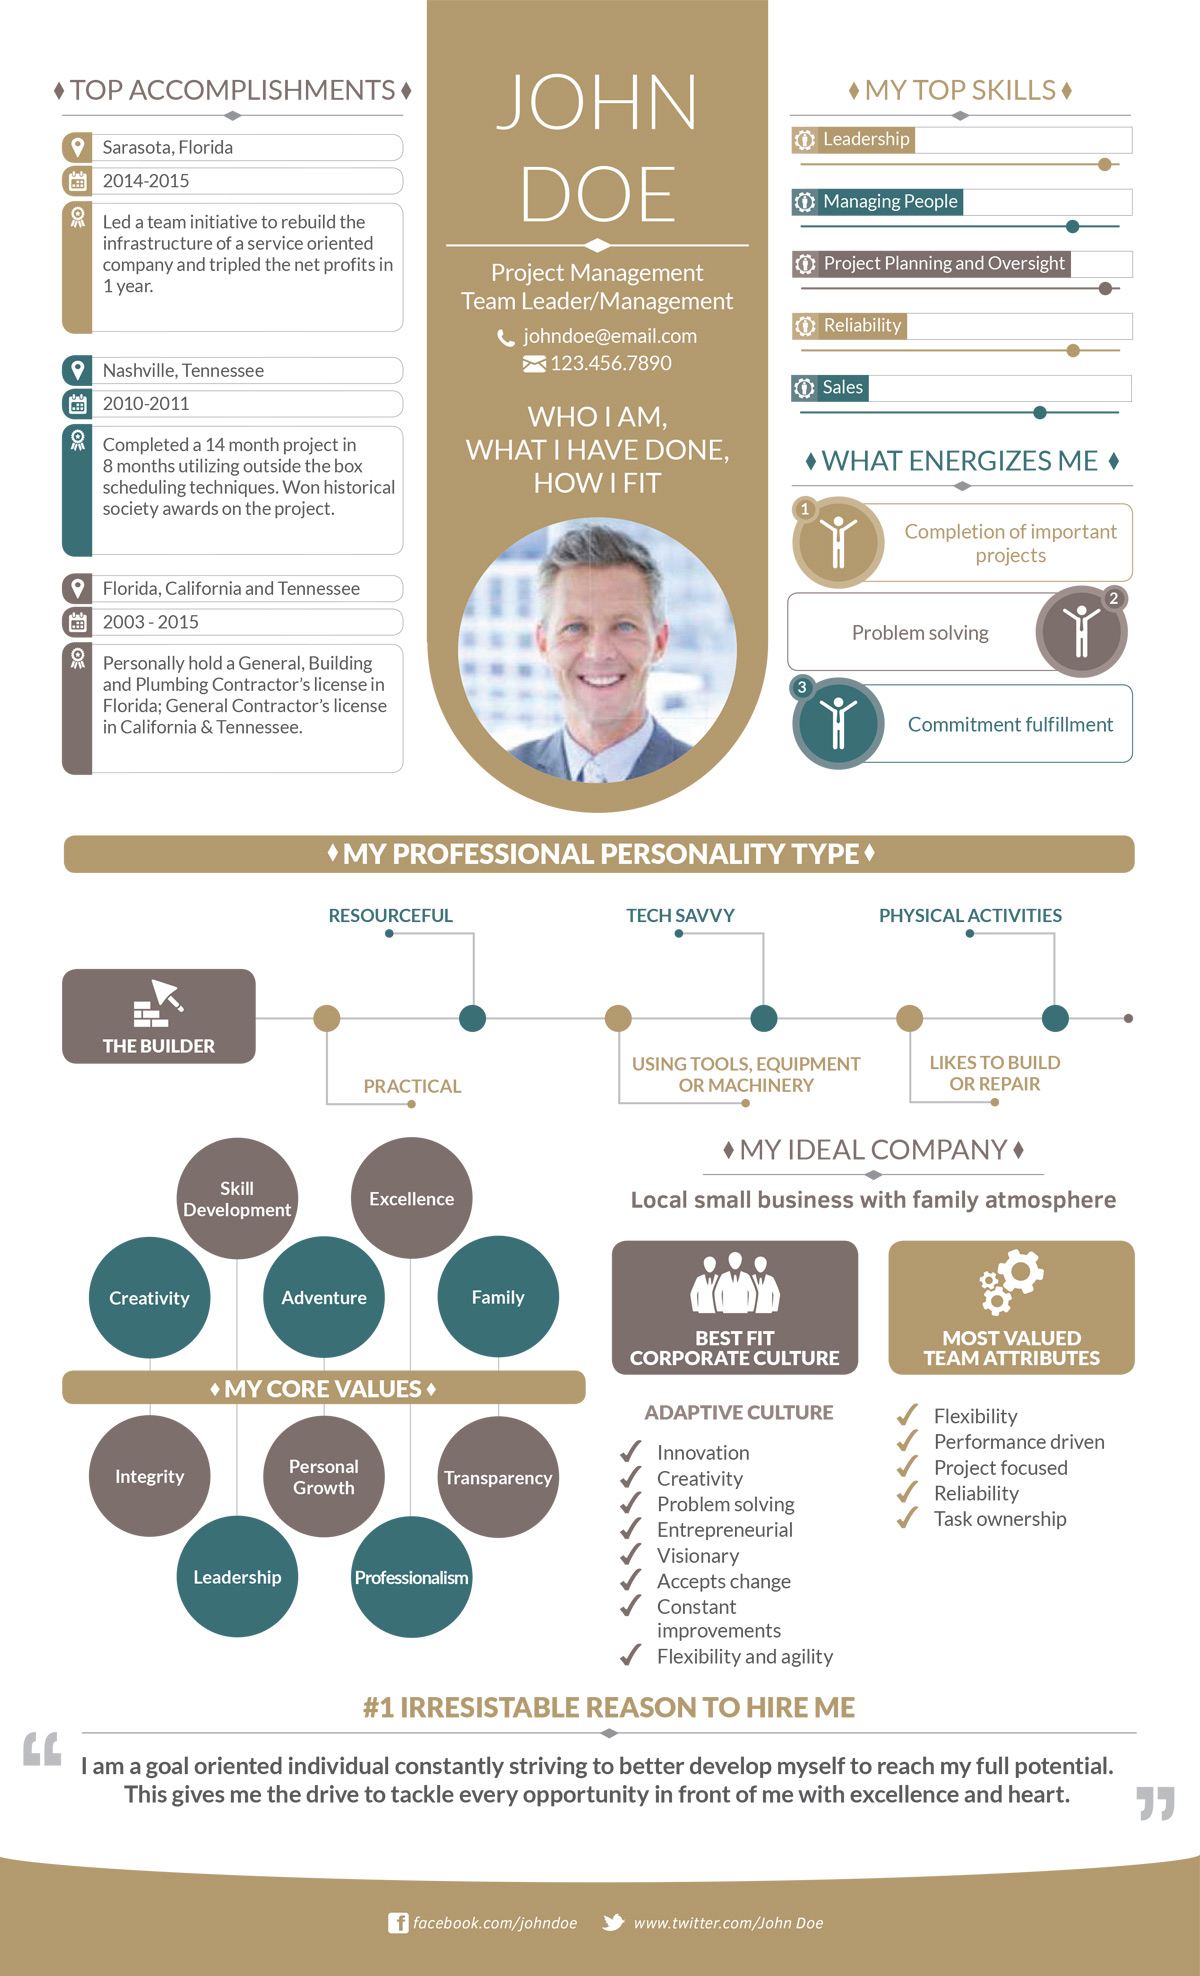 TOP ACCOMPLISHMENTS
Sarasota, Florida
2014-2015
Led a team initiative to rebuild the
infrastructure of a service oriented
company and tripled the net profits in
1 year.
Nashville, Tennessee
2010-2011
Completed a 14 month project in
8 months utilizing outside the box
scheduling techniques. Won historical
society awards on the project.
Florida, California and Tennessee
2003 - 2015
Personally hold a General, Building
and Plumbing Contractor's license in
Florida; General Contractor's license
in California & Tennessee.
JOHN
DOE
Project Management
Team Leader/Management
johndoe@email.com
123.456.7890
WHO I AM,
WHAT I HAVE DONE,
HOW I FIT
MY TOP SKILLS
Leadership
Managing People
Project Planning and Oversight
Reliability
Sales
WHAT ENERGIZES ME
1
Completion of important
projects
2
Problem solving
3
Commitment fulfillment
MY PROFESSIONAL PERSONALITY TYPE
RESOURCEFUL
TECH SAVVY
PHYSICAL ACTIVITIES
THE BUILDER
PRACTICAL
USING TOOLS, EQUIPMENT
OR MACHINERY
LIKES TO BUILD
OR REPAIR
Skill
Development
Excellence
Creativity
Adventure
Family
MY CORE VALUES
Integrity
Personal
Growth
Transparency
Leadership
Professionalism
MY IDEAL COMPANY
Local small business with family atmosphere
BEST FIT
CORPORATE CULTURE
ADAPTIVE CULTURE
Innovation
Creativity
Problem solving
Entrepreneurial
Visionary
Accepts change
Constant
improvements
Flexibility and agility
MOST VALUED
TEAM ATTRIBUTES
Flexibility
Performance driven
Project focused
Reliability
Task ownership
#1 IRRESISTABLE REASON TO HIRE ME
“ I am a goal oriented individual constantly striving to better develop myself to reach my full potential.
This gives me the drive to tackle every opportunity in front of me with excellence and heart. ”
facebook.com/johndoe
www.twitter.com/John Doe